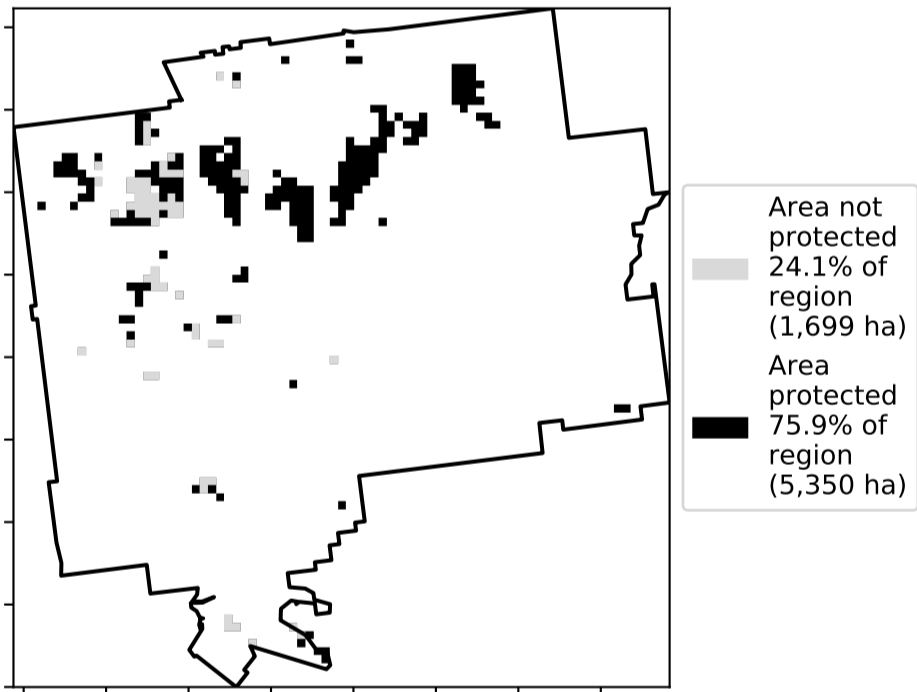 Area not
protected
24.1% of
region
(1,699 ha)
Area
protected
75.9% of
region
(5,350 ha)